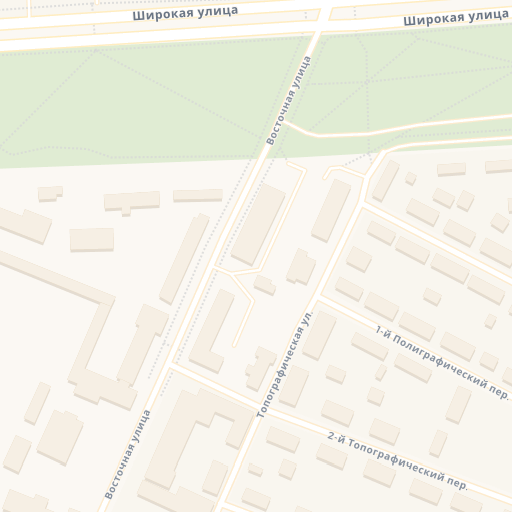 Широкая улица
Широкая улица
Восточная улица
Топографическая ул.
1-й Полиграфический пер.
Восточная улица
2-й Топографический пер.